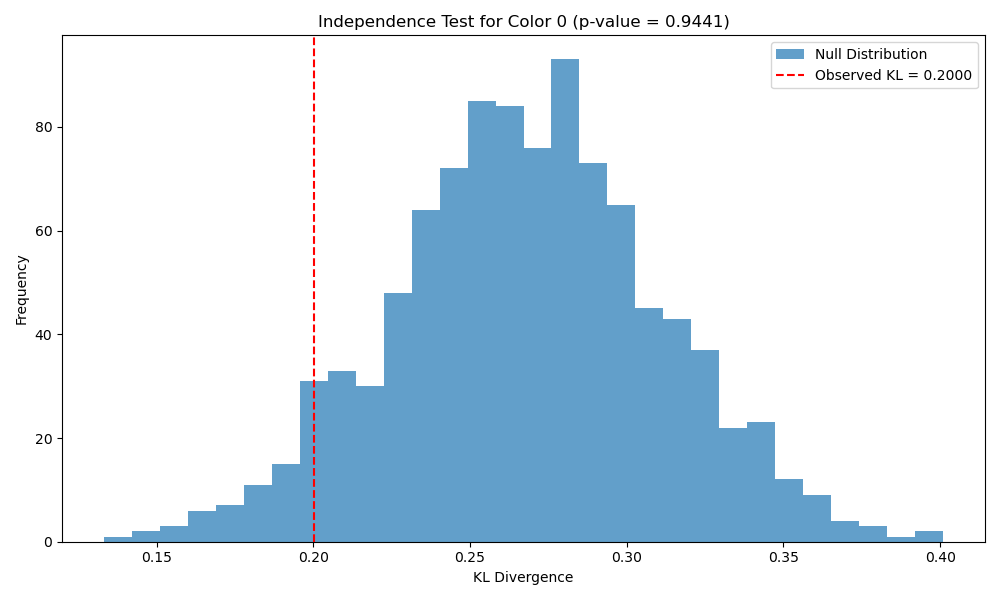 Independence Test for Color 0 (p-value = 0.9441)
Null Distribution
Observed KL = 0.2000
Frequency
80
60
40
20
0
0.15 0.20 0.25 0.30 0.35 0.40
KL Divergence